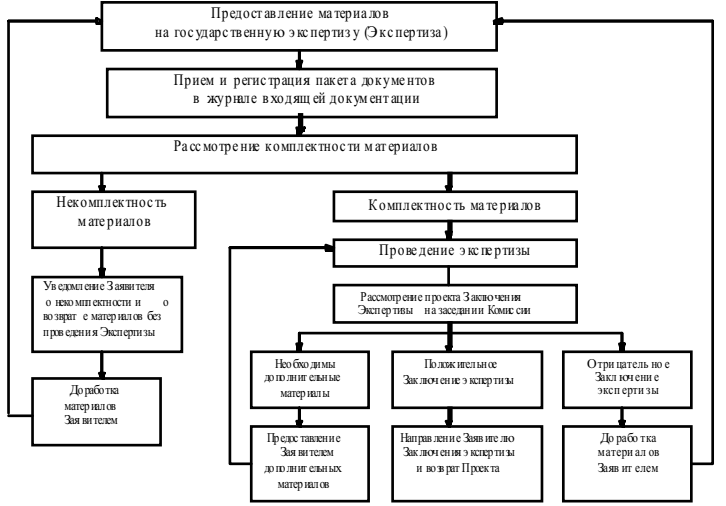 Предоставление материалов
на государственную экспертизу (Экспертиза)
Прием и регистрация пакета документов
в журнале входящей документации
Рассмотрение комплектности материалов
Некомплектность
материалов
Комплектность материалов
Проведение экспертизы
Уведомление Заявителя
о некомплектности и о
возврат е материалов без
проведения Экспертизы
Рассмотрение проекта Заключения
Экспертивы на заседании Комиссии
Необходимы
дополнительные
материалы
Положительное
Заключение экспертизы
Отрицательное
Заключение
экспертизы
Доработка
материалов
Заявителем
Предоставление
Заявителем
дополнительных
материалов
Направление Заявителю
Заключения экспертизы
и возврат Проекта
Доработка
материалов
Заявителем